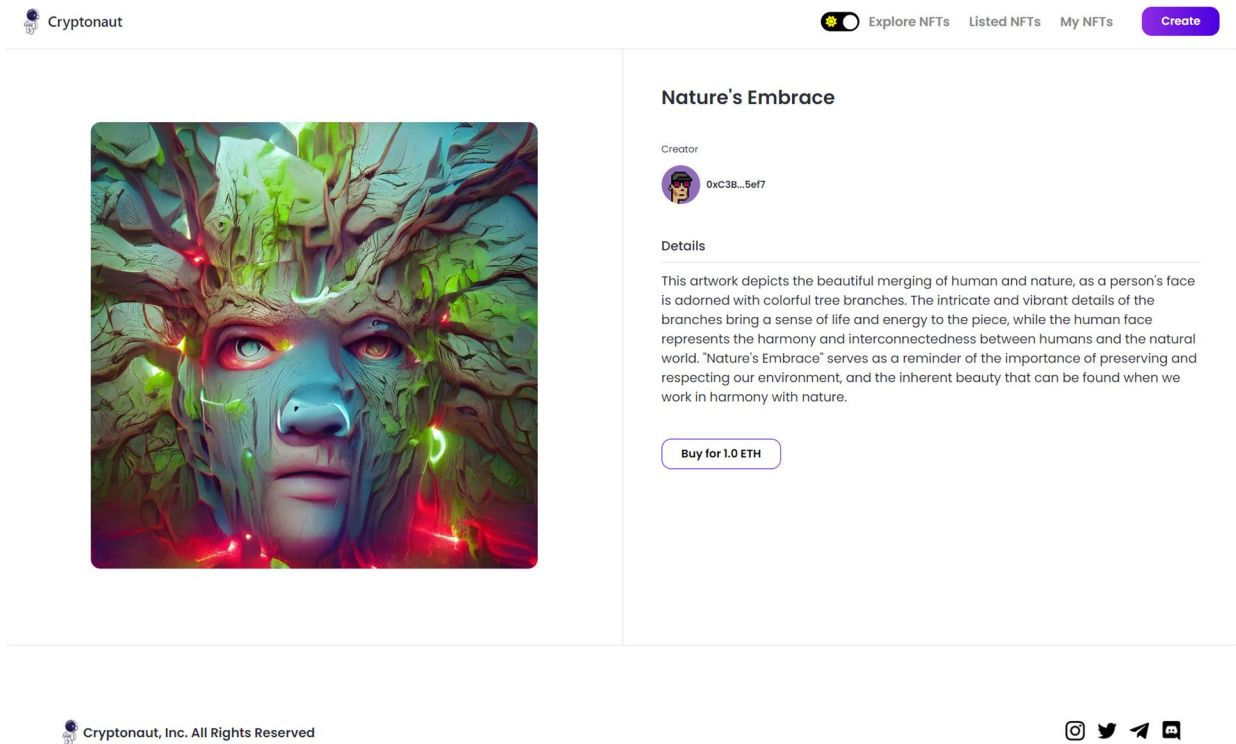 Cryptonaut
Explore NFTs
Listed NFTs
My NFTs
Create
Nature's Embrace
Creator
0xC3B...5ef7
Details
This artwork depicts the beautiful merging of human and nature, as a person's face
is adorned with colorful tree branches. The intricate and vibrant details of the
branches bring a sense of life and energy to the piece, while the human face
represents the harmony and interconnectedness between humans and the natural
world. "Nature's Embrace" serves as a reminder of the importance of preserving and
respecting our environment, and the inherent beauty that can be found when we
work in harmony with nature.
Buy for 1.0 ETH
Cryptonaut, Inc. All Rights Reserved